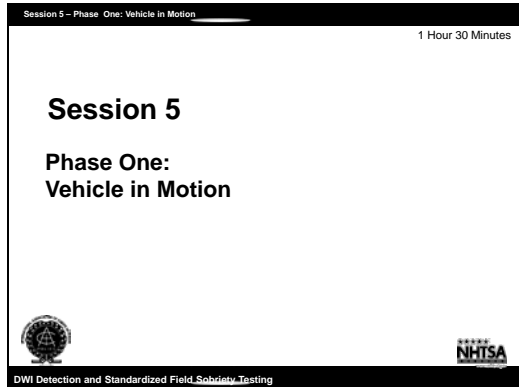 Session 5 – Phase One: Vehicle in Motion
1 Hour 30 Minutes
Session 5
Phase One:
Vehicle in Motion
NHTSA
DWI Detection and Standardized Field Sobriety Testing